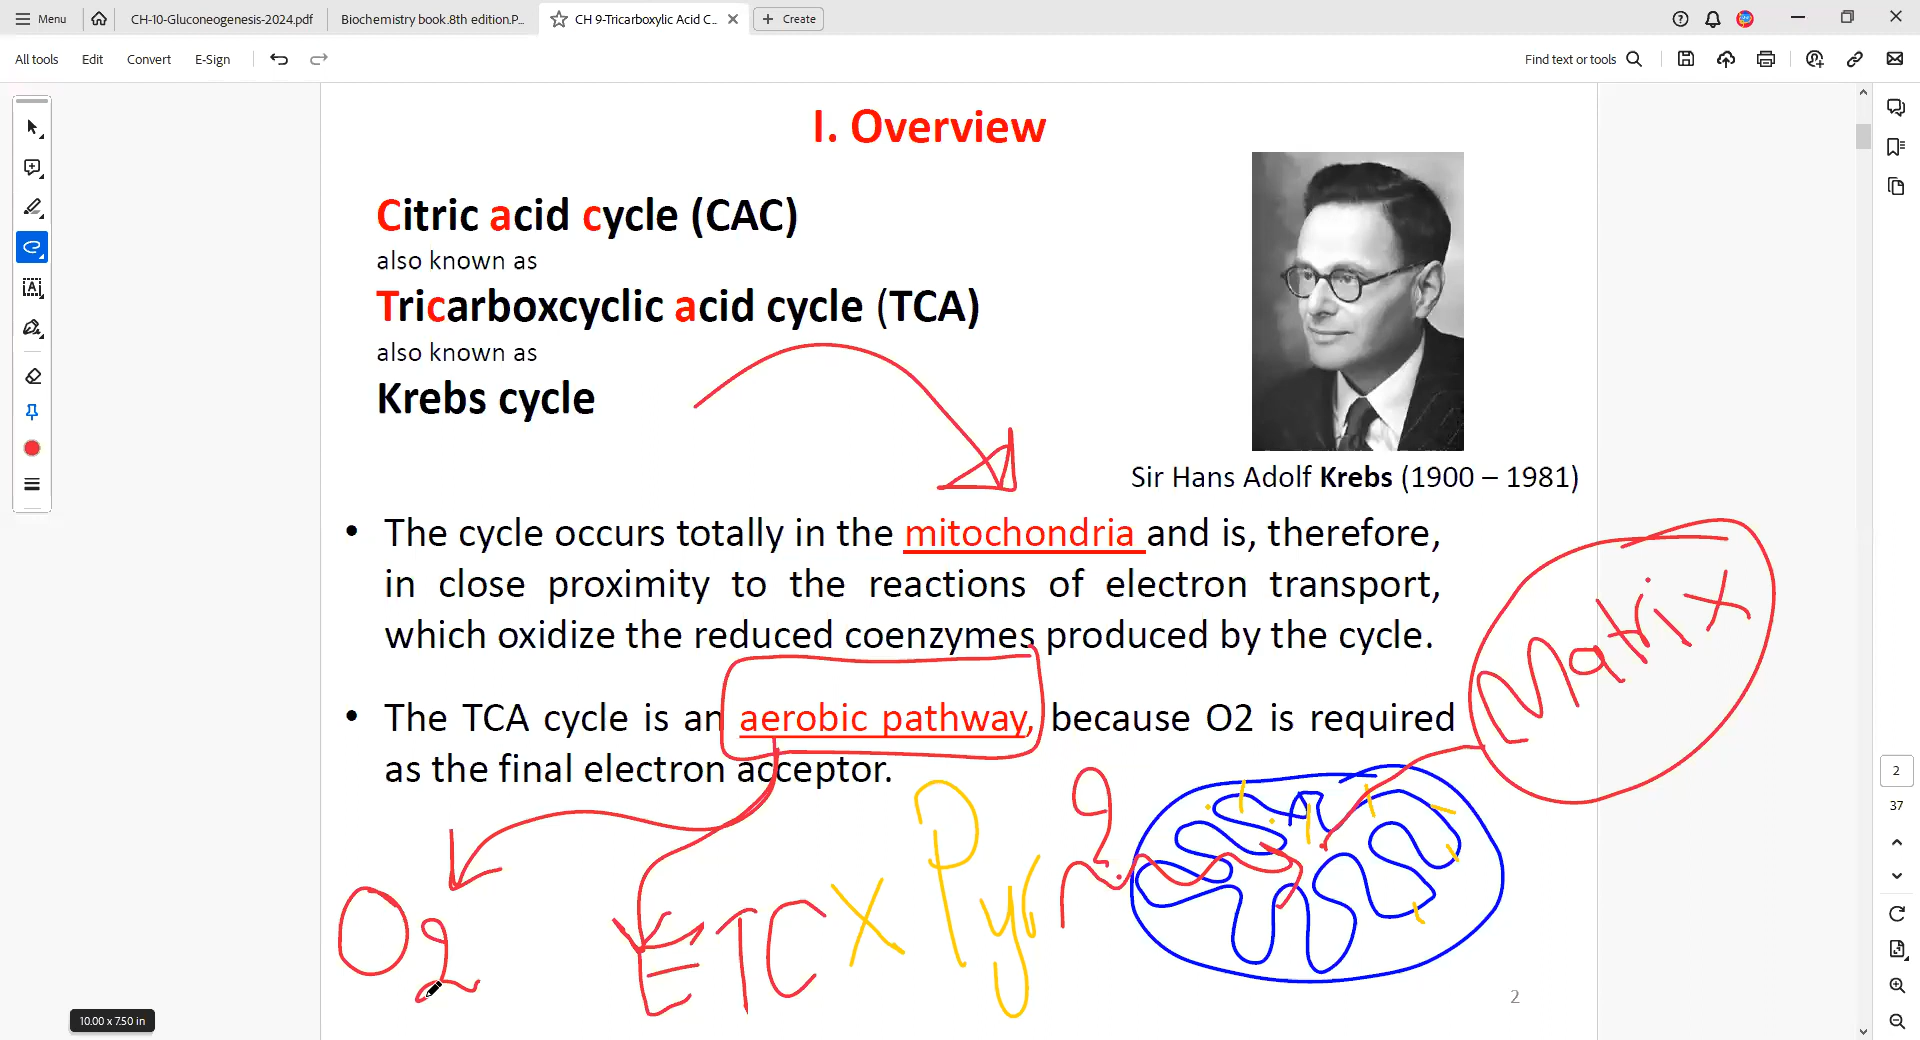 Menu
CH-10-Gluconeogenesis-2024.pdf
Biochemistry book.8th edition.P...
CH 9-Tricarboxylic Acid C...
Create
All tools
Edit
Convert
E-Sign
Find text or tools
I. Overview
Citric acid cycle (CAC)
also known as
Tricarboxcyclic acid cycle (TCA)
also known as
Krebs cycle
Sir Hans Adolf Krebs (1900 – 1981)
• The cycle occurs totally in the mitochondria and is, therefore,
in close proximity to the reactions of electron transport,
which oxidize the reduced coenzymes produced by the cycle.
Matrix
• The TCA cycle is an aerobic pathway, because O2 is required
as the final electron acceptor.
O2
ETC
X
Pyr
2
2
37
10.00 x 7.50 in